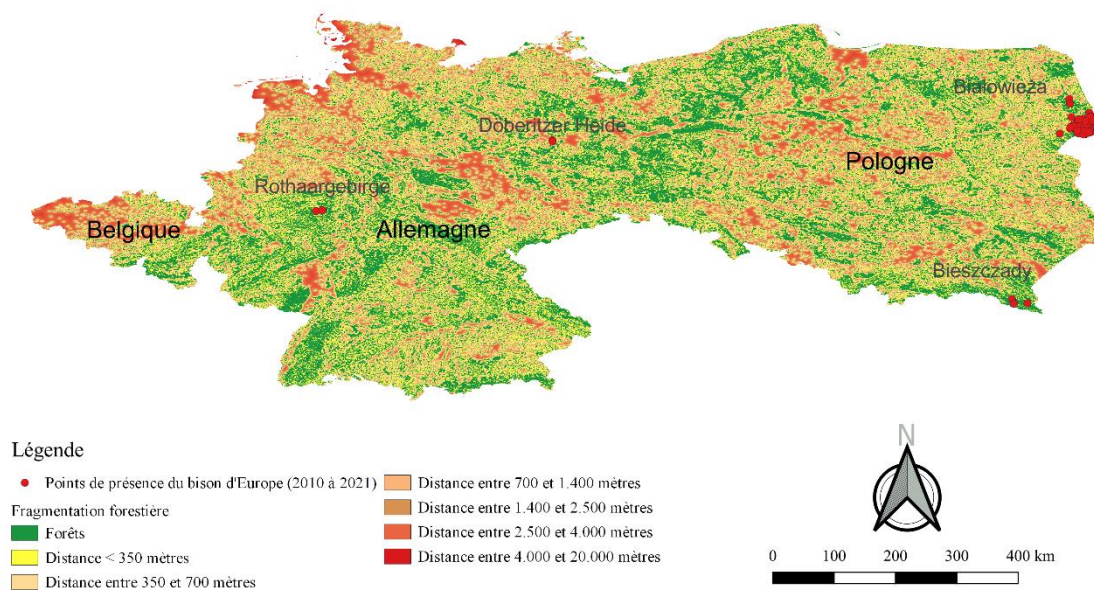 Białowieza
Döberitzer Heide
Pologne
Rothaargebirge
Belgique
Allemagne
Bieszczady
Légende
Points de présence du bison d'Europe (2010 à 2021)
Fragmentation forestière
Forêts
Distance < 350 mètres
Distance entre 350 et 700 mètres
Distance entre 700 et 1.400 mètres
Distance entre 1.400 et 2.500 mètres
Distance entre 2.500 et 4.000 mètres
Distance entre 4.000 et 20.000 mètres
N
0 100 200 300 400 km